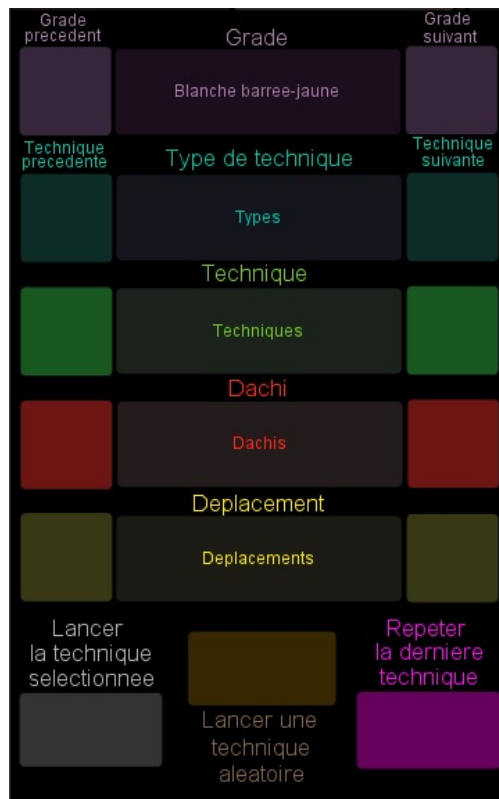 Grade
precedent
Grade
Grade
suivant
Blanche barree-jaune
Technique
precedente
Type de technique
Technique
suivante
Types
Technique
Techniques
Dachi
Dachis
Deplacement
Deplacements
Lancer
la technique
selectionnee
Repeter
la derniere
technique
Lancer une
technique
aleatoire